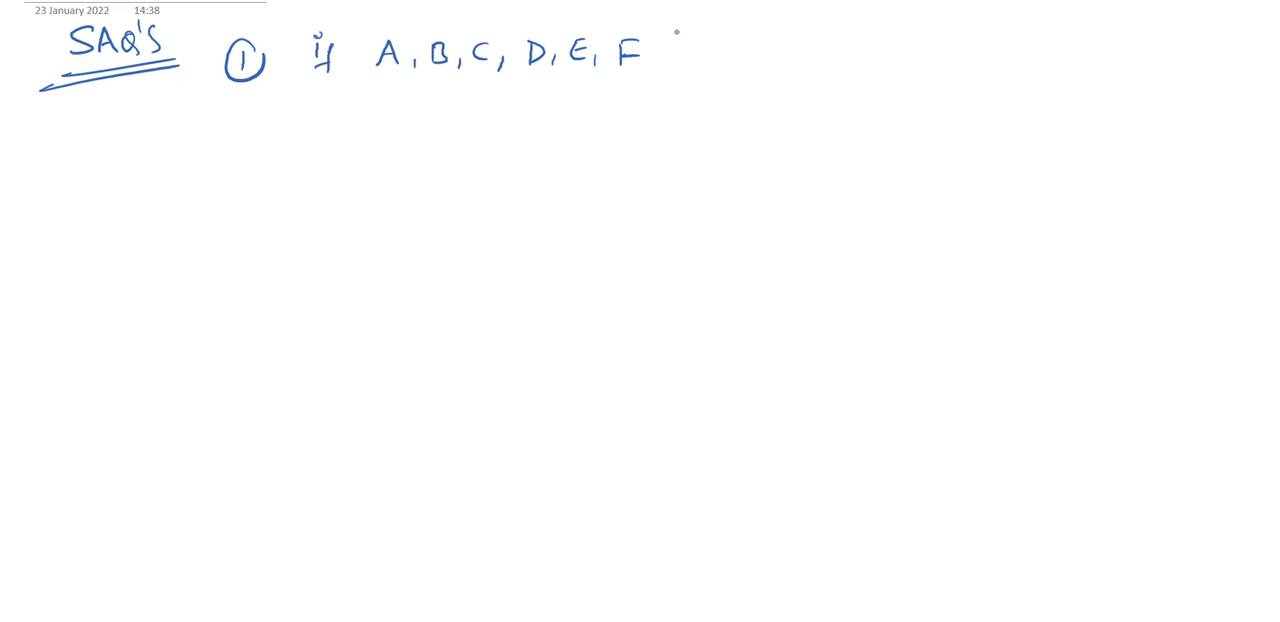 23 January 2022 14:38
SAQ'S ① if A, B, C, D, E, F